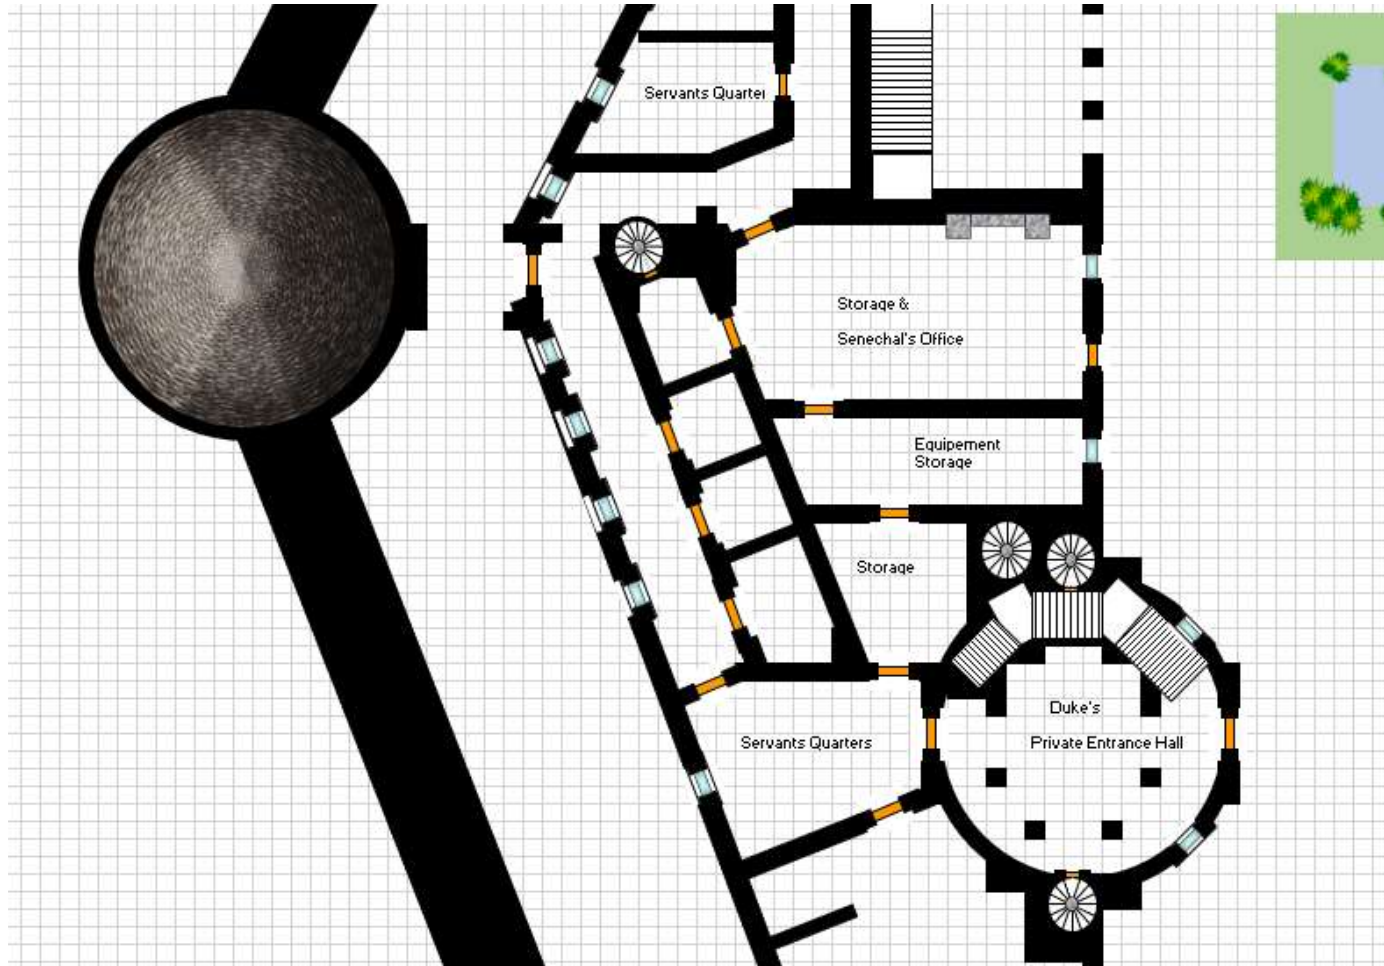 Servants Quarter
Storage &
Senechal's Office
Equipement
Storage
Storage
Duke's
Private Entrance Hall
Servants Quarters